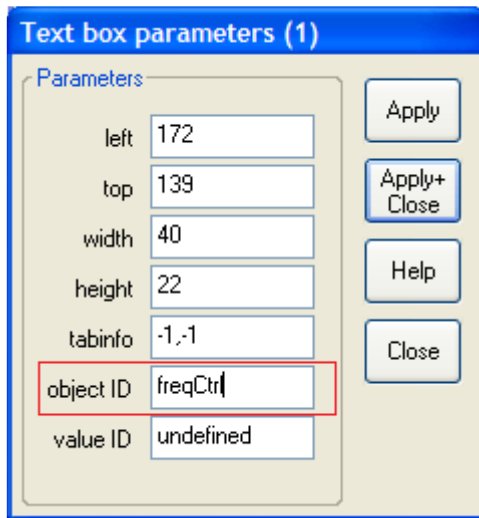 Text box parameters (1)
Parameters
left 172
top 139
width 40
height 22
tabinfo -1,-1
object ID freqCtrl
value ID undefined
Apply
Apply+
Close
Help
Close